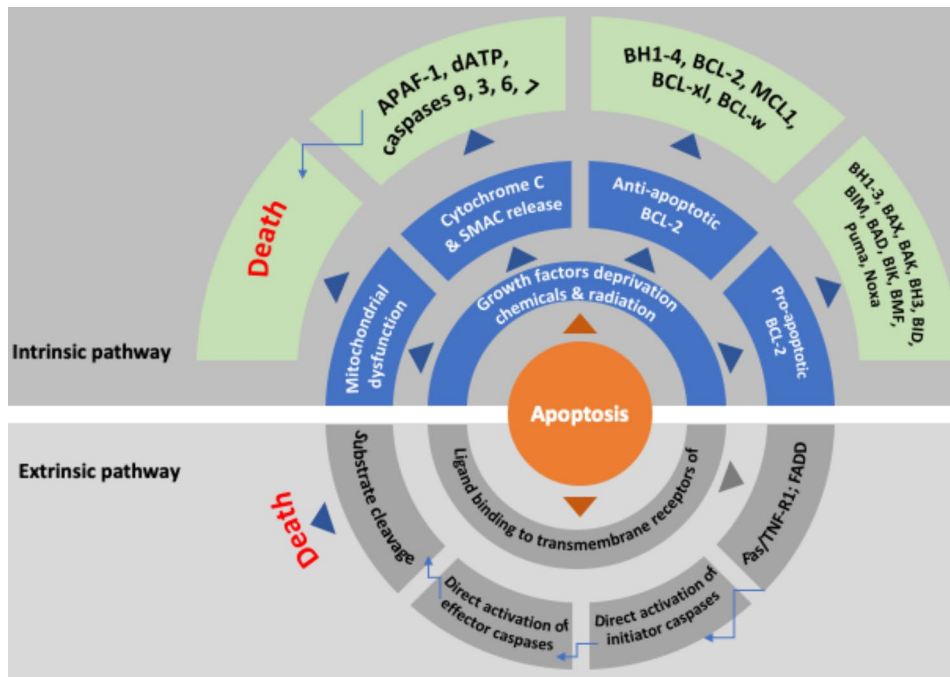 APAF-1, dATP,
caspases 9, 3, 6, 7
BH1-4, BCL-2, MCL1,
BCL-xl, BCL-w
Death
Cytochrome C
& SMAC release
Anti-apoptotic
BCL-2
BH1-3, BAX, BAK, BH3, BID,
BIM, BAD, BIK, BMF,
Puma, Noxa
Mitochondrial
dysfunction
Growth factors deprivation
chemicals & radiation
Pro-apoptotic
BCL-2
Intrinsic pathway
Apoptosis
Extrinsic pathway
Death
Substrate cleavage
Ligand binding to transmembrane receptors of
Fas/TNF-R1; FADD
Direct activation of
effector caspases
Direct activation of
initiator caspases